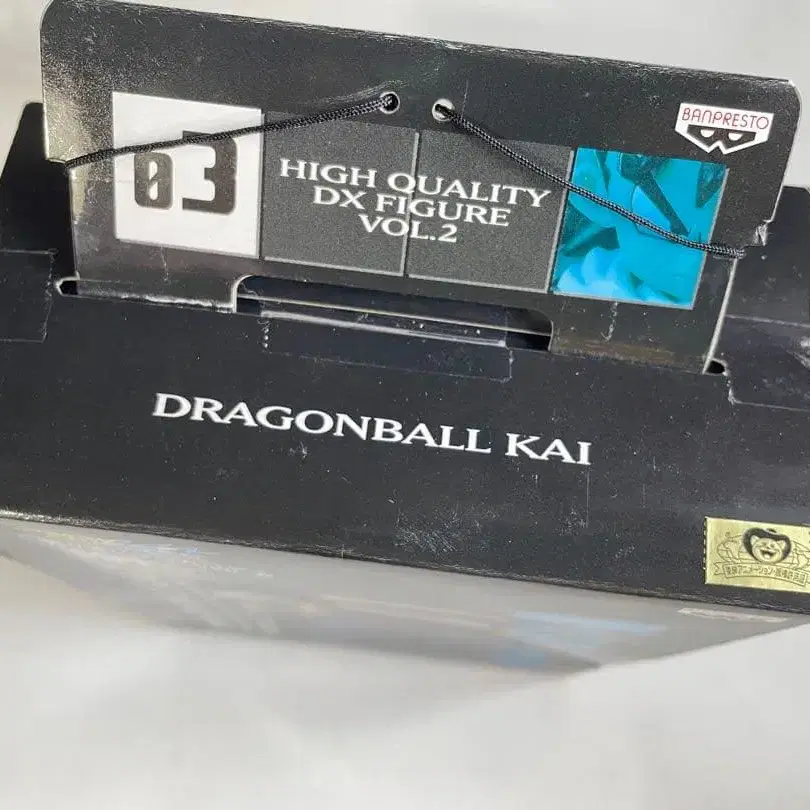 03
HIGH QUALITY
DX FIGURE
VOL.2
BANPRESTO
DRAGONBALL KAI